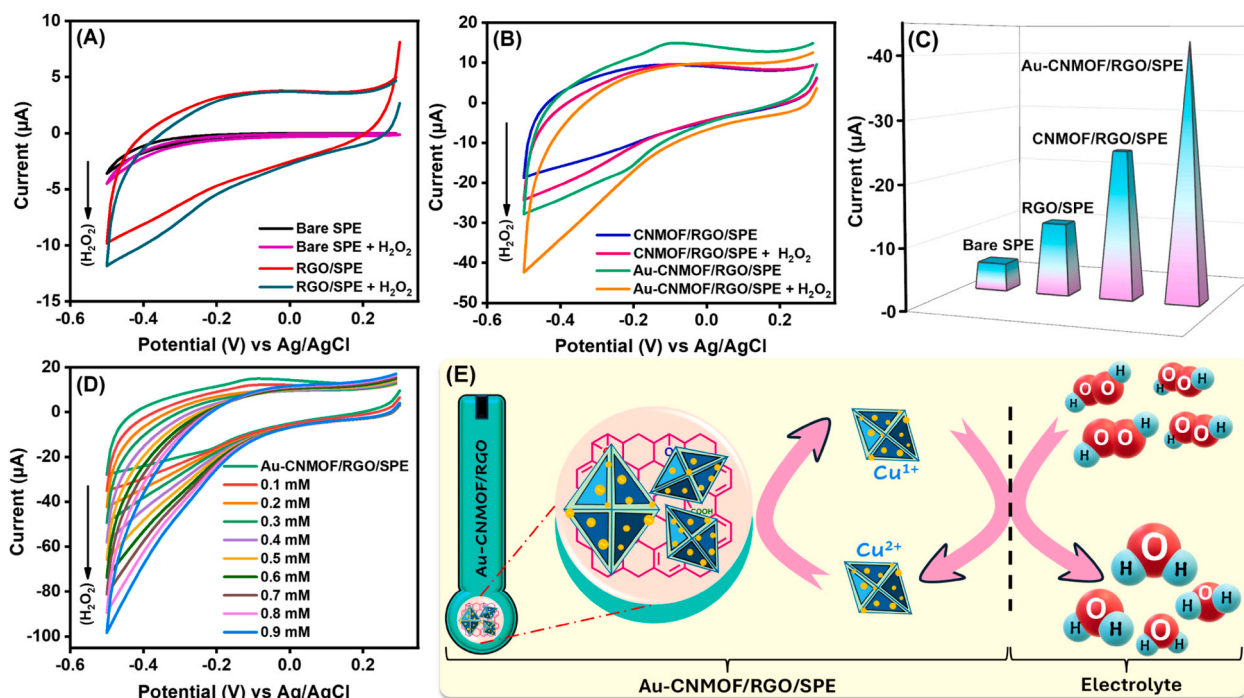 (A)
10
5
0
-5
-10
-15
Current (µA)
(H₂O₂)
Bare SPE
Bare SPE + H₂O₂
RGO/SPE
RGO/SPE + H₂O₂
-0.6
-0.4
-0.2
0.0
0.2
Potential (V) vs Ag/AgCl
(B)
20
10
0
-10
-20
-30
-40
-50
Current (µA)
(H₂O₂)
CNMOF/RGO/SPE
CNMOF/RGO/SPE + H₂O₂
Au-CNMOF/RGO/SPE
Au-CNMOF/RGO/SPE + H₂O₂
-0.6
-0.4
-0.2
0.0
0.2
Potential (V) vs Ag/AgCl
(C)
-40
-30
-20
-10
-0
Current (µA)
Au-CNMOF/RGO/SPE
CNMOF/RGO/SPE
RGO/SPE
Bare SPE
(D)
20
0
-20
-40
-60
-80
-100
Current (µA)
(H₂O₂)
Au-CNMOF/RGO/SPE
0.1 mM
0.2 mM
0.3 mM
0.4 mM
0.5 mM
0.6 mM
0.7 mM
0.8 mM
0.9 mM
-0.6
-0.4
-0.2
0.0
0.2
Potential (V) vs Ag/AgCl
(E)
Au-CNMOF/RGO
O
COOH
Cu¹⁺
Cu²⁺
H
O
O
H
H
O
O
H
H
O
O
H
H
O
O
H
O
H
H
O
H
H
O
H
H
O
H
H
Au-CNMOF/RGO/SPE
Electrolyte